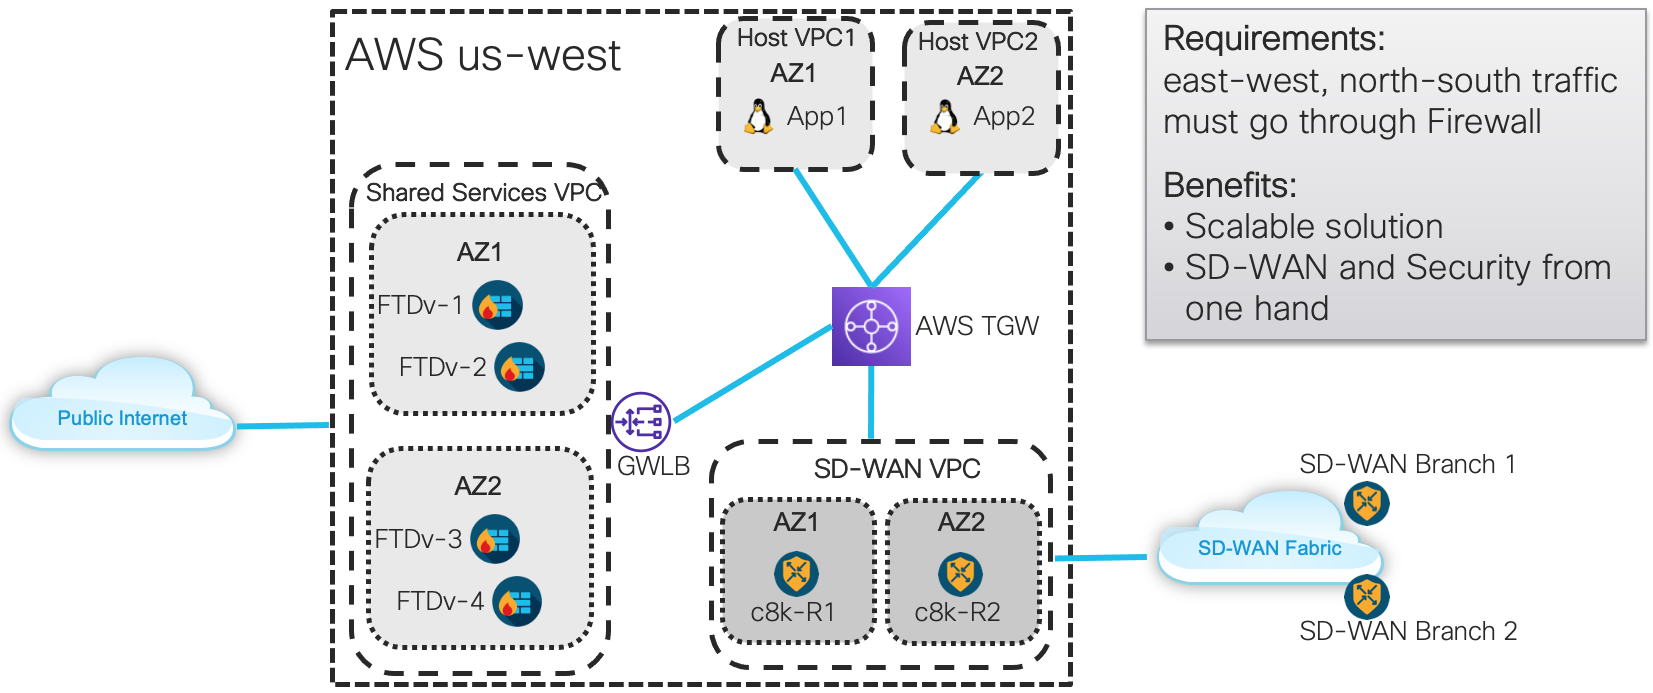 AWS us-west
Host VPC1
AZ1
App1
Host VPC2
AZ2
App2
Requirements:
east-west, north-south traffic
must go through Firewall
Benefits:
• Scalable solution
• SD-WAN and Security from
one hand
Shared Services VPC
AZ1
FTDv-1
FTDv-2
AZ2
FTDv-3
FTDv-4
Public Internet
GWLB
AWS TGW
SD-WAN VPC
AZ1
c8k-R1
AZ2
c8k-R2
SD-WAN Branch 1
SD-WAN Fabric
SD-WAN Branch 2